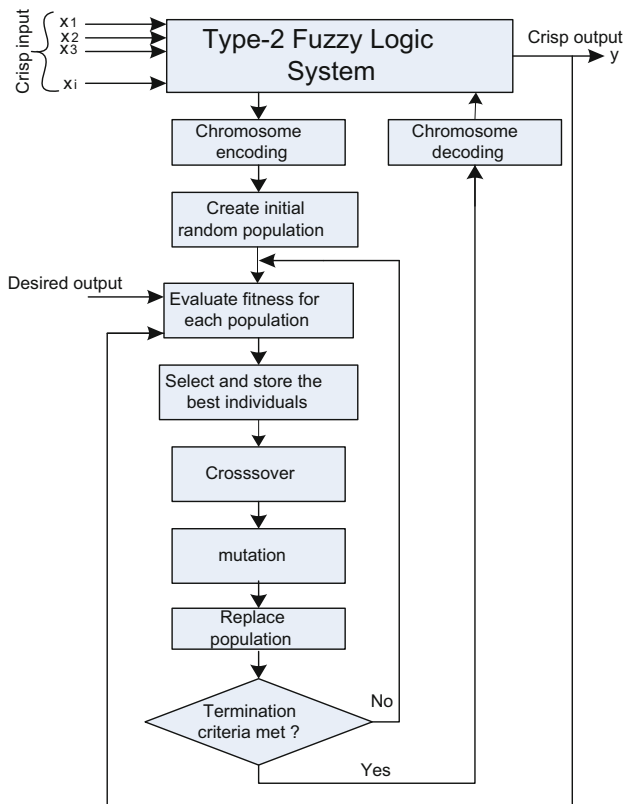 Crisp input
x1
x2
x3
xi
Type-2 Fuzzy Logic
System
Crisp output
y
Chromosome
encoding
Chromosome
decoding
Create initial
random population
Desired output
Evaluate fitness for
each population
Select and store the
best individuals
Crosssover
mutation
Replace
population
Termination
criteria met ?
No
Yes